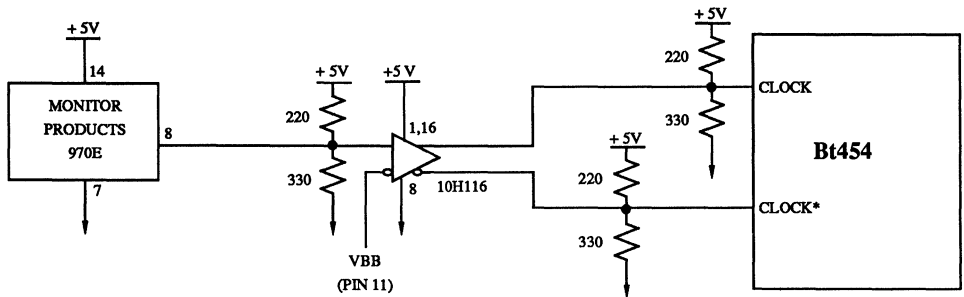 + 5V
14
MONITOR
PRODUCTS
970E
8
7
+ 5V
220
330
+5 V
1,16
8
10H116
VBB
(PIN 11)
+ 5V
220
330
+ 5V
220
330
CLOCK
Bt454
CLOCK*